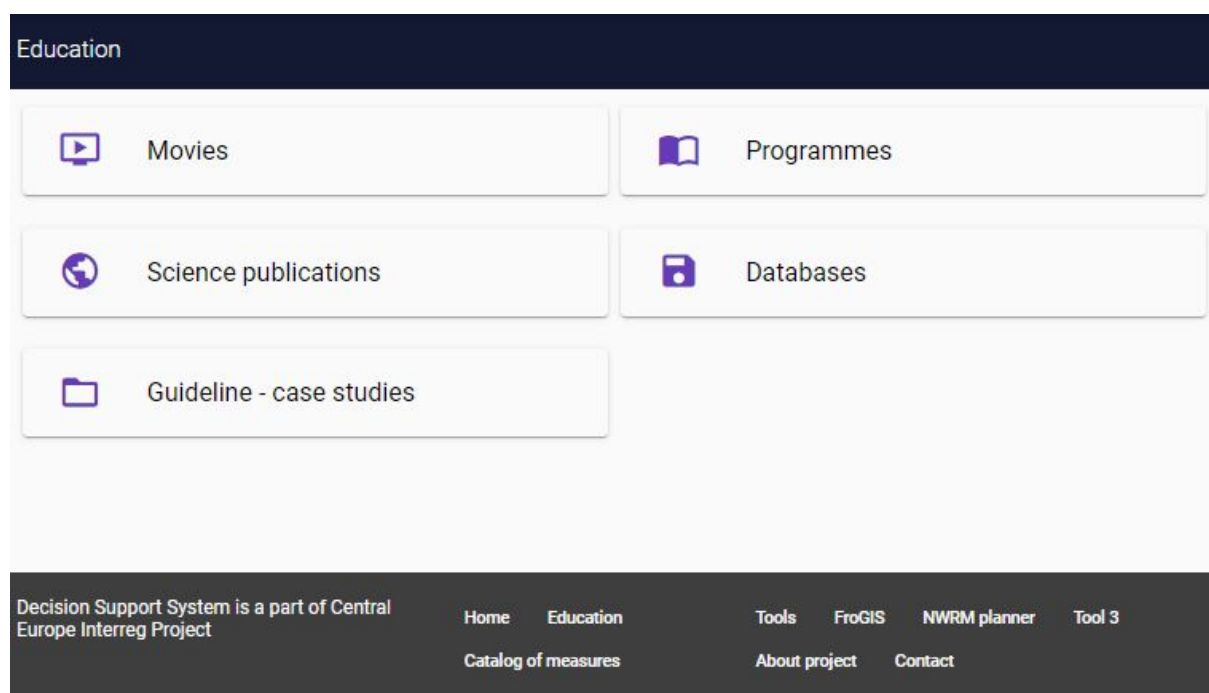 Education
Movies
Programmes
Science publications
Databases
Guideline - case studies
Decision Support System is a part of Central
Europe Interreg Project
Home Education
Catalog of measures
Tools FroGIS NWRM planner Tool 3
About project Contact